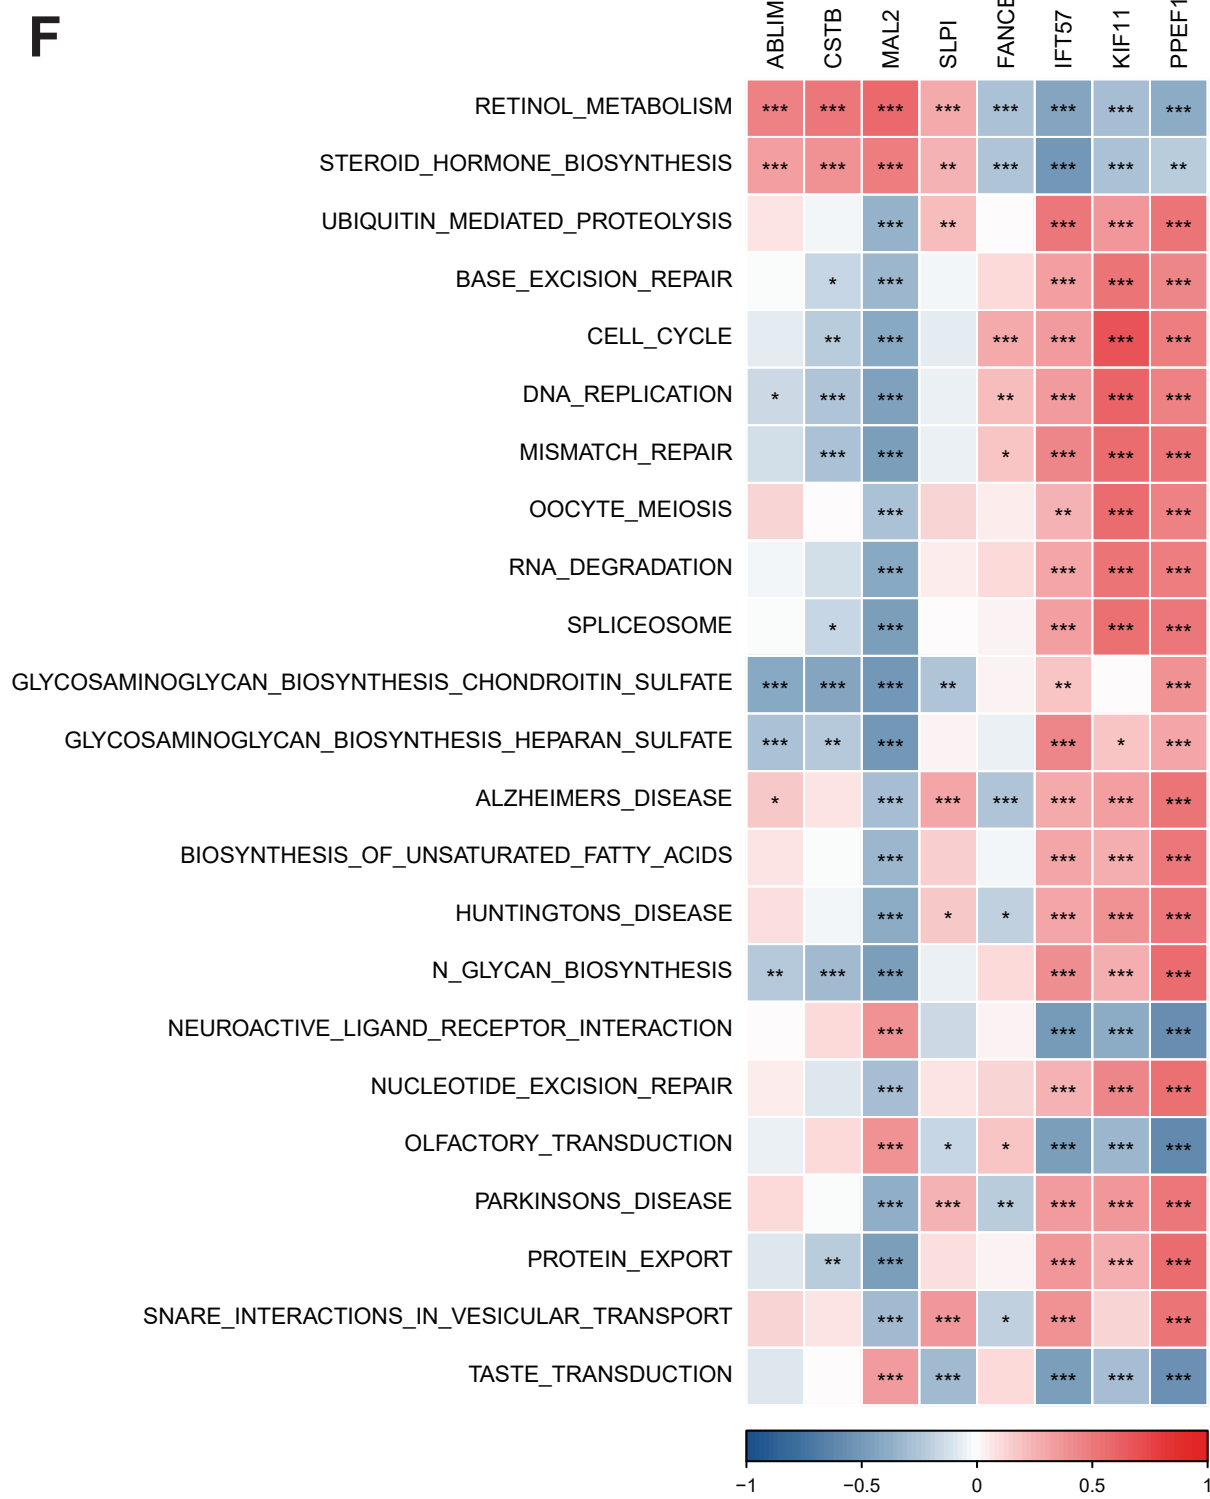 F
ABLIM CSTB MAL2 SLPI FANCE IFT57 KIF11 PPEF1
RETINOL_METABOLISM *** *** *** *** *** *** *** ***
STEROID_HORMONE_BIOSYNTHESIS *** *** *** ** *** *** *** **
UBIQUITIN_MEDIATED_PROTEOLYSIS *** ** *** *** ***
BASE_EXCISION_REPAIR * *** *** *** ***
CELL_CYCLE ** *** *** *** *** ***
DNA_REPLICATION * *** *** ** *** *** ***
MISMATCH_REPAIR *** *** * *** *** ***
OOCYTE_MEIOSIS *** ** *** ***
RNA_DEGRADATION *** *** *** ***
SPLICEOSOME * *** *** *** ***
GLYCOSAMINOGLYCAN_BIOSYNTHESIS_CHONDROITIN_SULFATE *** *** *** ** ** ***
GLYCOSAMINOGLYCAN_BIOSYNTHESIS_HEPARAN_SULFATE *** ** *** *** * ***
ALZHEIMERS_DISEASE * *** *** *** *** *** ***
BIOSYNTHESIS_OF_UNSATURATED_FATTY_ACIDS *** *** *** ***
HUNTINGTONS_DISEASE *** * * *** *** ***
N_GLYCAN_BIOSYNTHESIS ** *** *** *** *** ***
NEUROACTIVE_LIGAND_RECEPTOR_INTERACTION *** *** *** ***
NUCLEOTIDE_EXCISION_REPAIR *** *** *** ***
OLFACTORY_TRANSDUCTION *** * * *** *** ***
PARKINSONS_DISEASE *** *** ** *** *** ***
PROTEIN_EXPORT ** *** *** *** ***
SNARE_INTERACTIONS_IN_VESICULAR_TRANSPORT *** *** * *** ***
TASTE_TRANSDUCTION *** *** *** *** ***
−1 −0.5 0 0.5 1